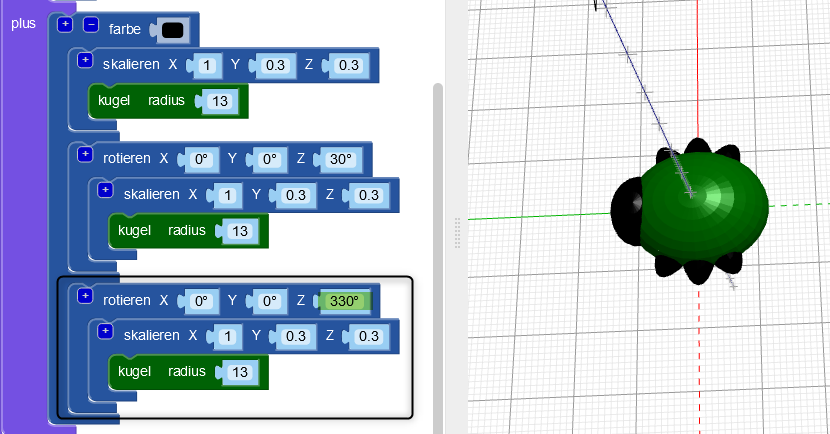 plus + − farbe
+ skalieren X 1 Y 0.3 Z 0.3
kugel radius 13
+ rotieren X 0° Y 0° Z 30°
+ skalieren X 1 Y 0.3 Z 0.3
kugel radius 13
+ rotieren X 0° Y 0° Z 330°
+ skalieren X 1 Y 0.3 Z 0.3
kugel radius 13